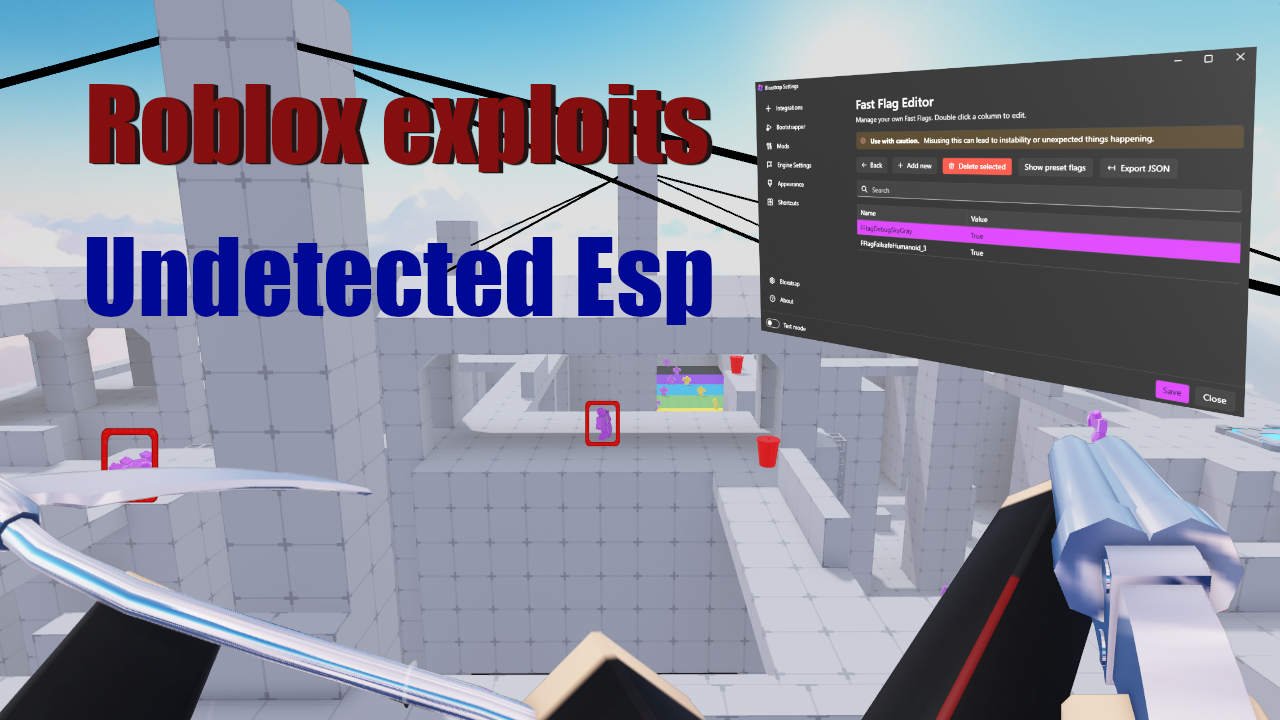 Roblox exploits
Undetected Esp
Bloxstrap Settings
Integrations
Bootstrapper
Mods
Engine Settings
Appearance
Shortcuts
Bloxstrap
About
Test mode
Fast Flag Editor
Manage your own Fast Flags. Double click a column to edit.
Use with caution. Misusing this can lead to instability or unexpected things happening.
Back Add new Delete selected Show preset flags Export JSON
Search
Name Value
FFlagDebugSkyGray True
FFlagFakafeHumanoid_3 True
Save Close